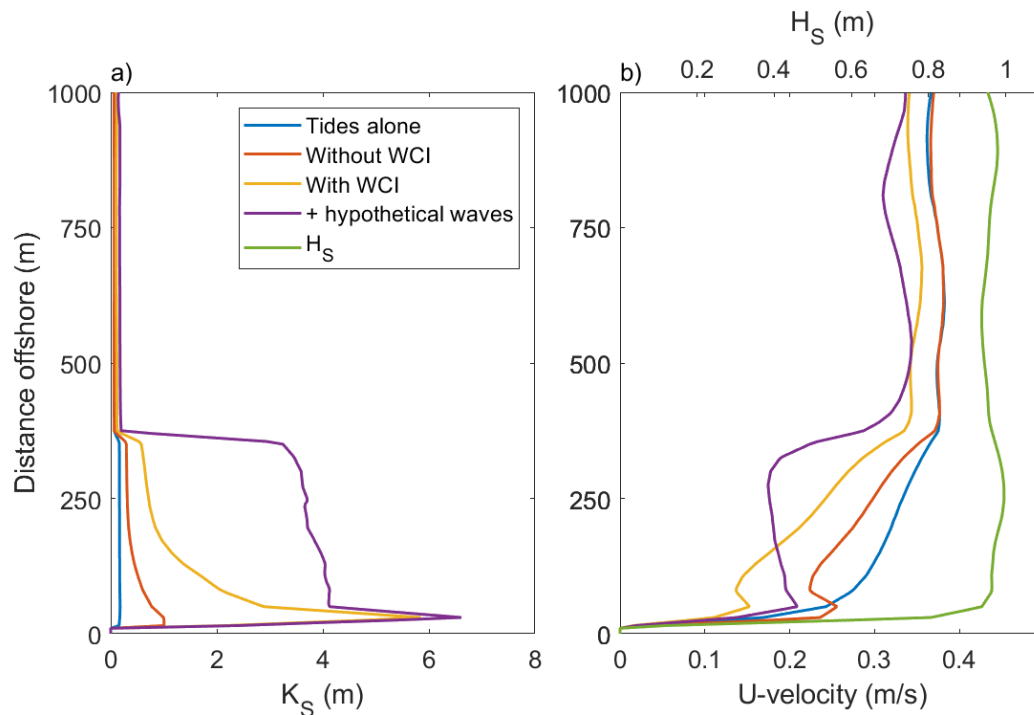 H_S (m)
a)
b)
0.2 0.4 0.6 0.8 1
1000
750
500
250
0
Distance offshore (m)
Tides alone
Without WCI
With WCI
+ hypothetical waves
H_S
0 2 4 6 8
K_S (m)
1000
750
500
250
0
0 0.1 0.2 0.3 0.4
U-velocity (m/s)